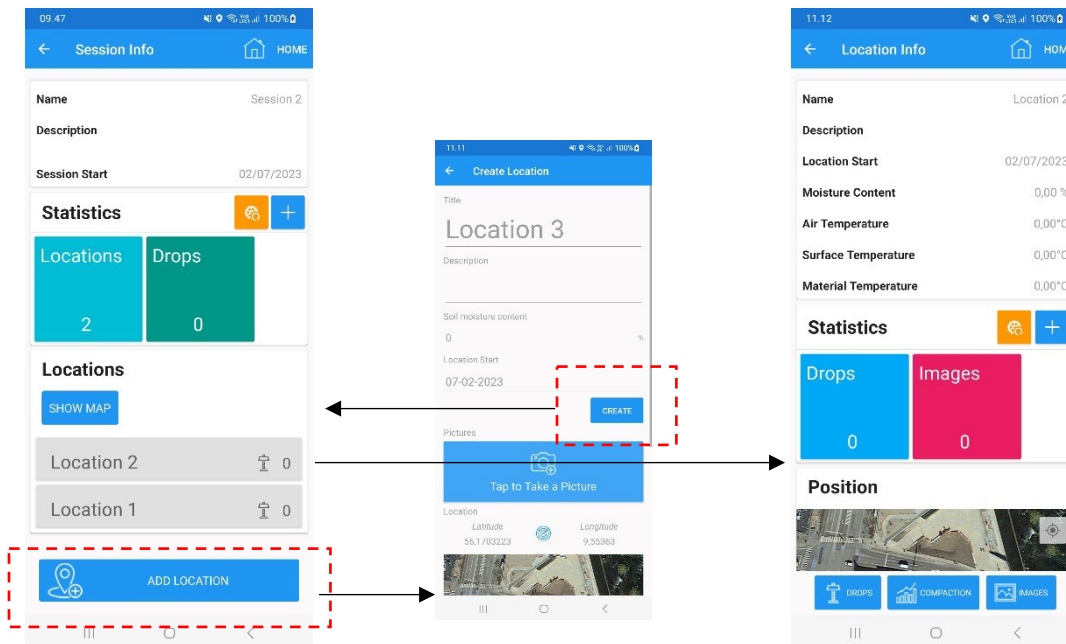 09.47
100%
Session Info
HOME
Name
Session 2
Description
Session Start
02/07/2023
Statistics
Locations
2
Drops
0
Locations
SHOW MAP
Location 2
0
Location 1
0
ADD LOCATION
11.11
100%
Create Location
Title
Location 3
Description
Soil moisture content
0
%
Location Start
07-02-2023
CREATE
Pictures
Tap to Take a Picture
Location
Latitude
Longitude
56,1703223
9,55363
11.12
100%
Location Info
HOM
Name
Location 2
Description
Location Start
02/07/2023
Moisture Content
0,00 %
Air Temperature
0,00°C
Surface Temperature
0,00°C
Material Temperature
0,00°C
Statistics
Drops
0
Images
0
Position
DROPS
COMPACTION
IMAGES